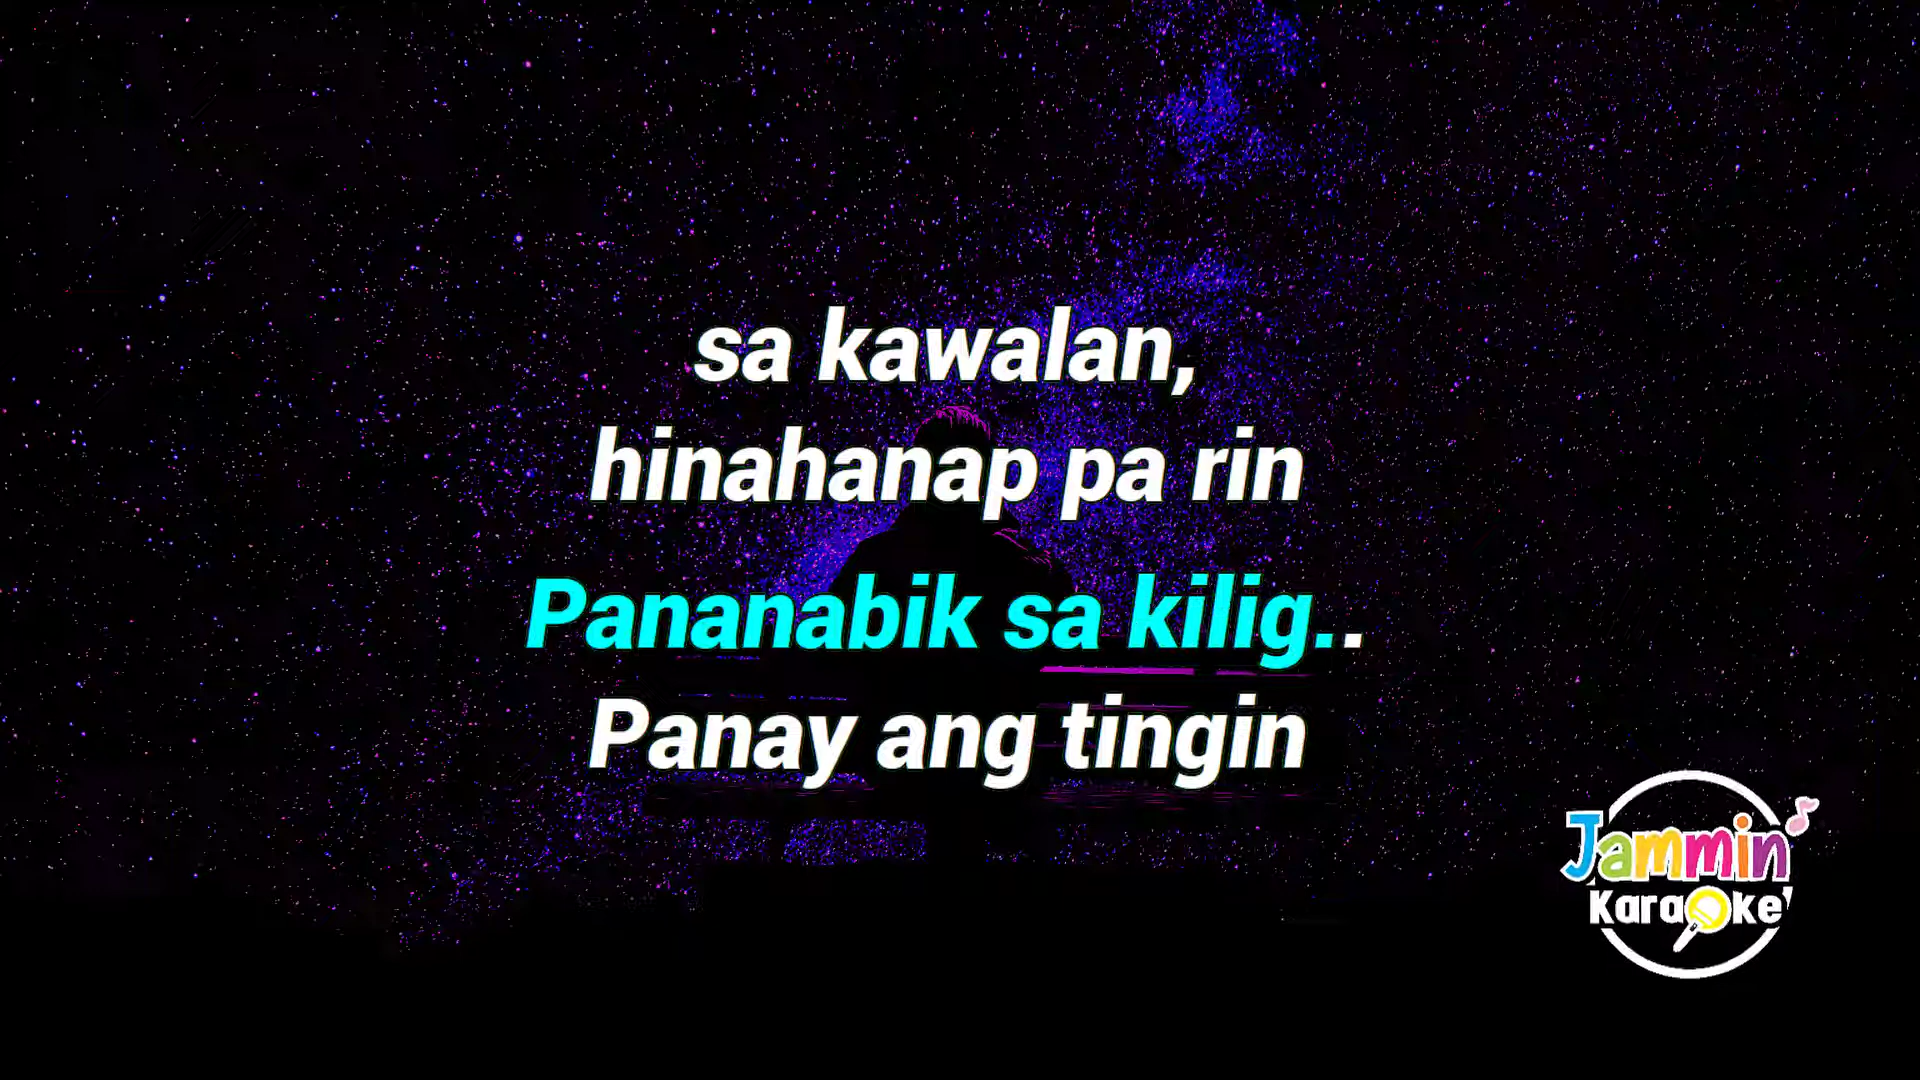 sa kawalan,
hinahanap pa rin
Pananabik sa kilig..
Panay ang tingin
Jammin'
Karaoke